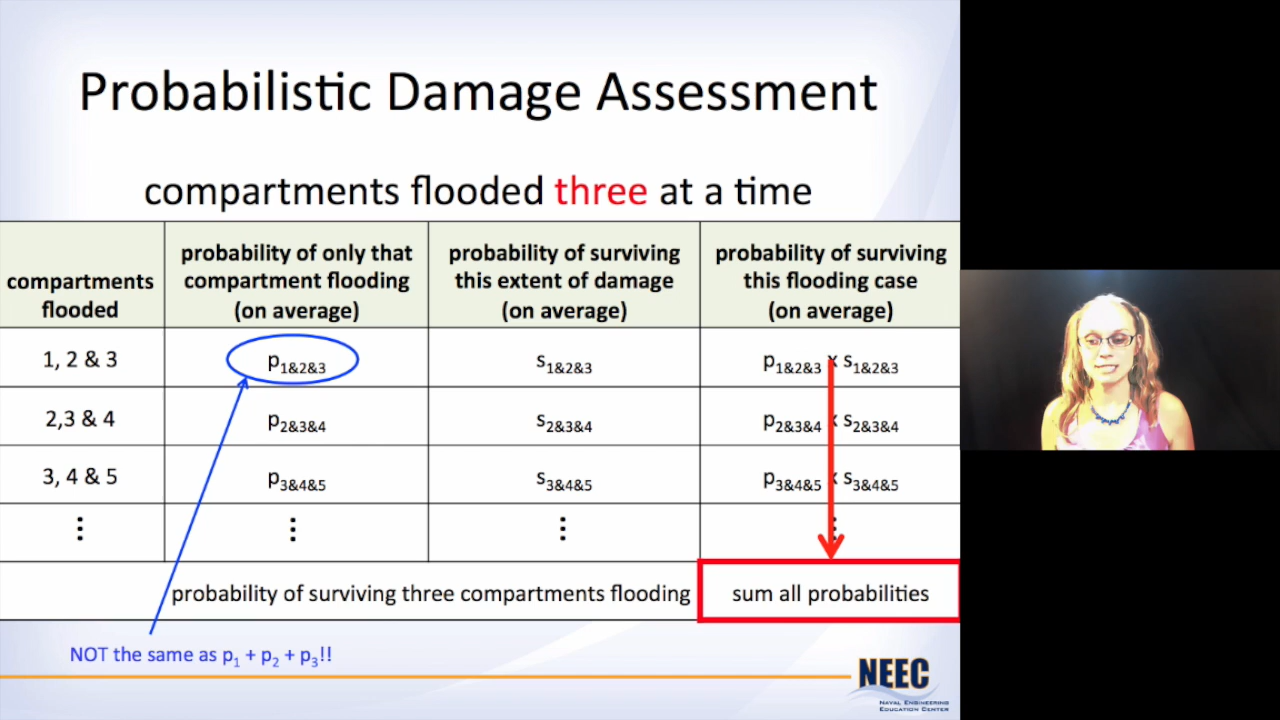 Probabilistic Damage Assessment
compartments flooded three at a time
compartments flooded
probability of only that compartment flooding (on average)
probability of surviving this extent of damage (on average)
probability of surviving this flooding case (on average)
1, 2 & 3
p1&2&3
s1&2&3
p1&2&3 x s1&2&3
2,3 & 4
p2&3&4
s2&3&4
p2&3&4 x s2&3&4
3, 4 & 5
p3&4&5
s3&4&5
p3&4&5 x s3&4&5
probability of surviving three compartments flooding
sum all probabilities
NOT the same as p1 + p2 + p3!!
NEEC
NAVAL ENGINEERING
EDUCATION CENTER